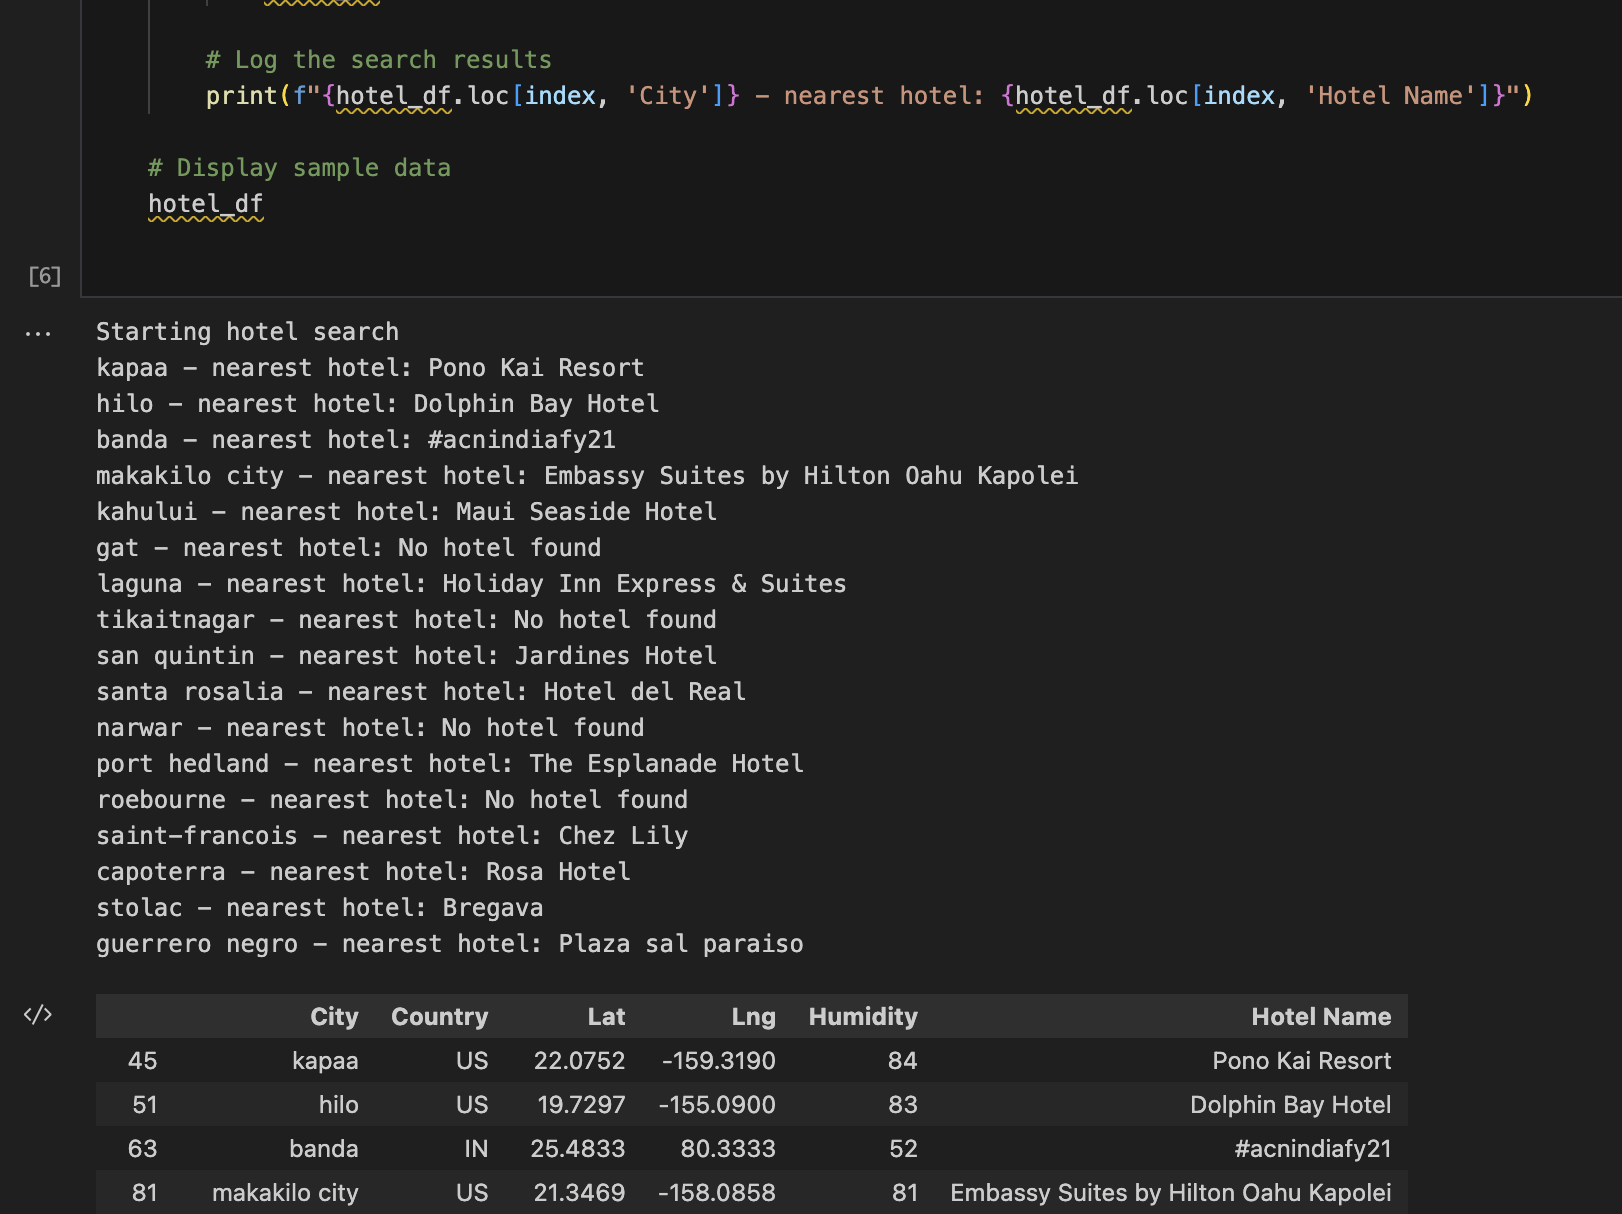 # Log the search results
print(f"{hotel_df.loc[index, 'City']} - nearest hotel: {hotel_df.loc[index, 'Hotel Name']}")
# Display sample data
hotel_df
[6]
...
Starting hotel search
kapaa - nearest hotel: Pono Kai Resort
hilo - nearest hotel: Dolphin Bay Hotel
banda - nearest hotel: #acnindiafy21
makakilo city - nearest hotel: Embassy Suites by Hilton Oahu Kapolei
kahului - nearest hotel: Maui Seaside Hotel
gat - nearest hotel: No hotel found
laguna - nearest hotel: Holiday Inn Express & Suites
tikaitnagar - nearest hotel: No hotel found
san quintin - nearest hotel: Jardines Hotel
santa rosalia - nearest hotel: Hotel del Real
narwar - nearest hotel: No hotel found
port hedland - nearest hotel: The Esplanade Hotel
roebourne - nearest hotel: No hotel found
saint-francois - nearest hotel: Chez Lily
capoterra - nearest hotel: Rosa Hotel
stolac - nearest hotel: Bregava
guerrero negro - nearest hotel: Plaza sal paraiso
</> City Country Lat Lng Humidity Hotel Name
45 kapaa US 22.0752 -159.3190 84 Pono Kai Resort
51 hilo US 19.7297 -155.0900 83 Dolphin Bay Hotel
63 banda IN 25.4833 80.3333 52 #acnindiafy21
81 makakilo city US 21.3469 -158.0858 81 Embassy Suites by Hilton Oahu Kapolei